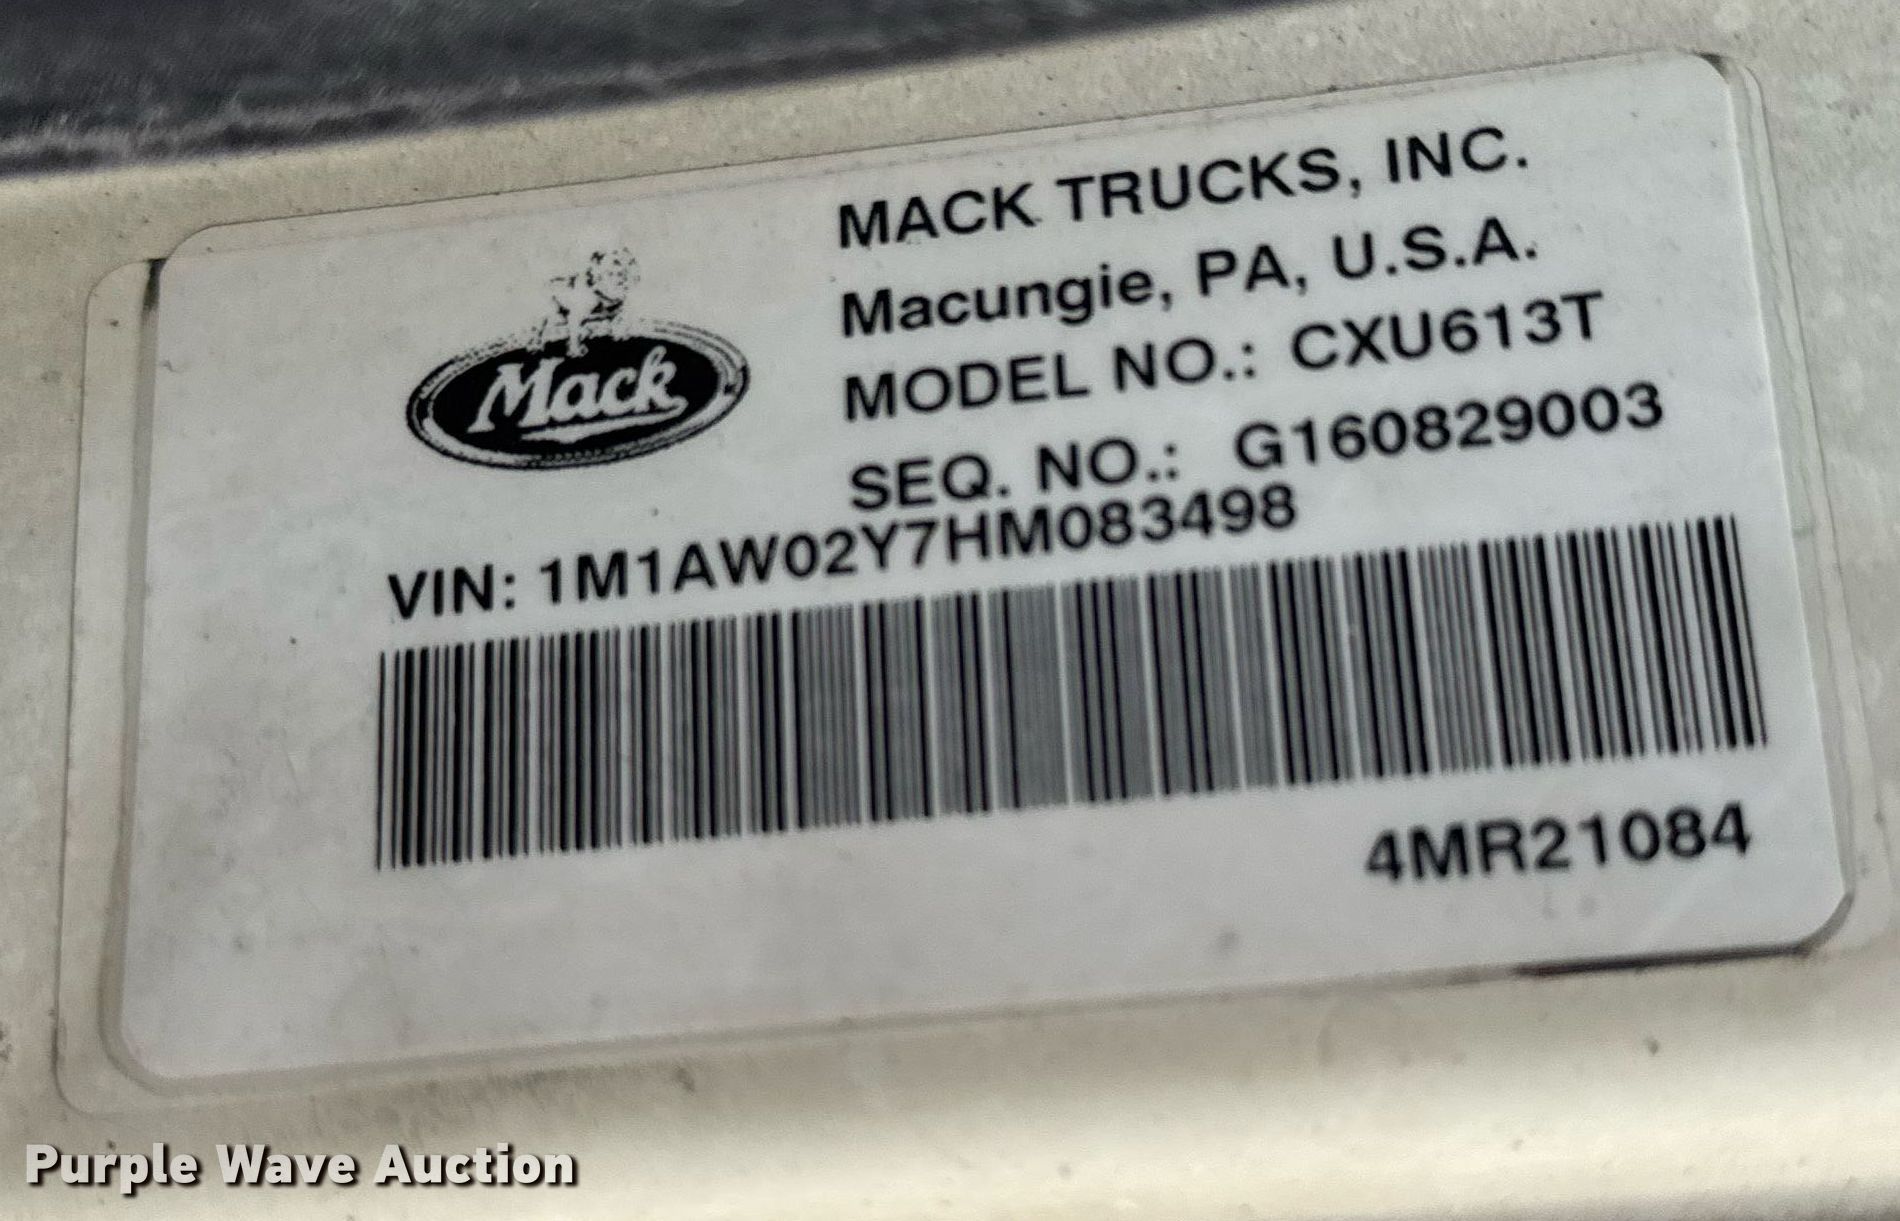 MACK TRUCKS, INC.
Macungie, PA, U.S.A.
MODEL NO.: CXU613T
SEQ. NO.: G160829003
Mack
VIN: 1M1AW02Y7HM083498
4MR21084
Purple Wave Auction